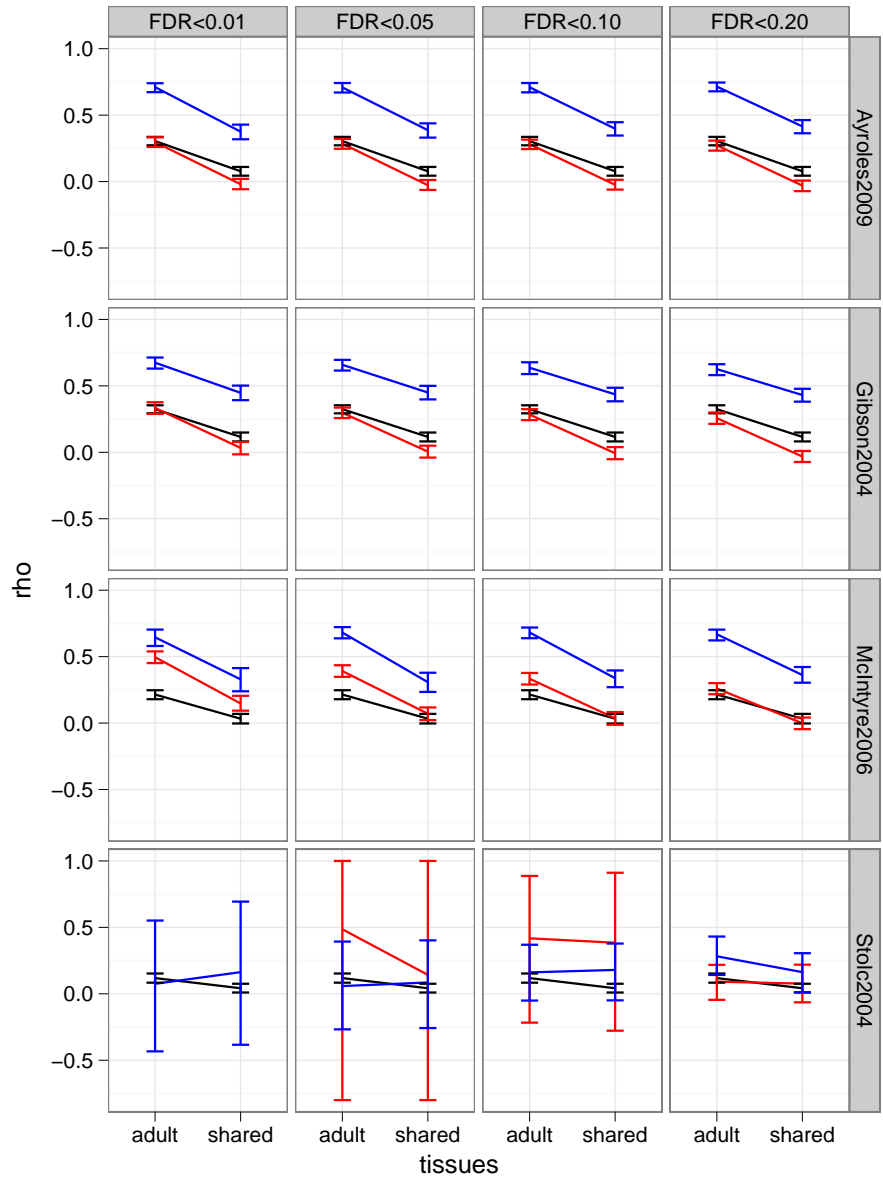 FDR<0.01 FDR<0.05 FDR<0.10 FDR<0.20
1.0
0.5
0.0
−0.5
Ayroles2009
1.0
0.5
0.0
−0.5
Gibson2004
1.0
0.5
0.0
−0.5
McIntyre2006
1.0
0.5
0.0
−0.5
Stolc2004
rho
adult shared adult shared adult shared adult shared
tissues